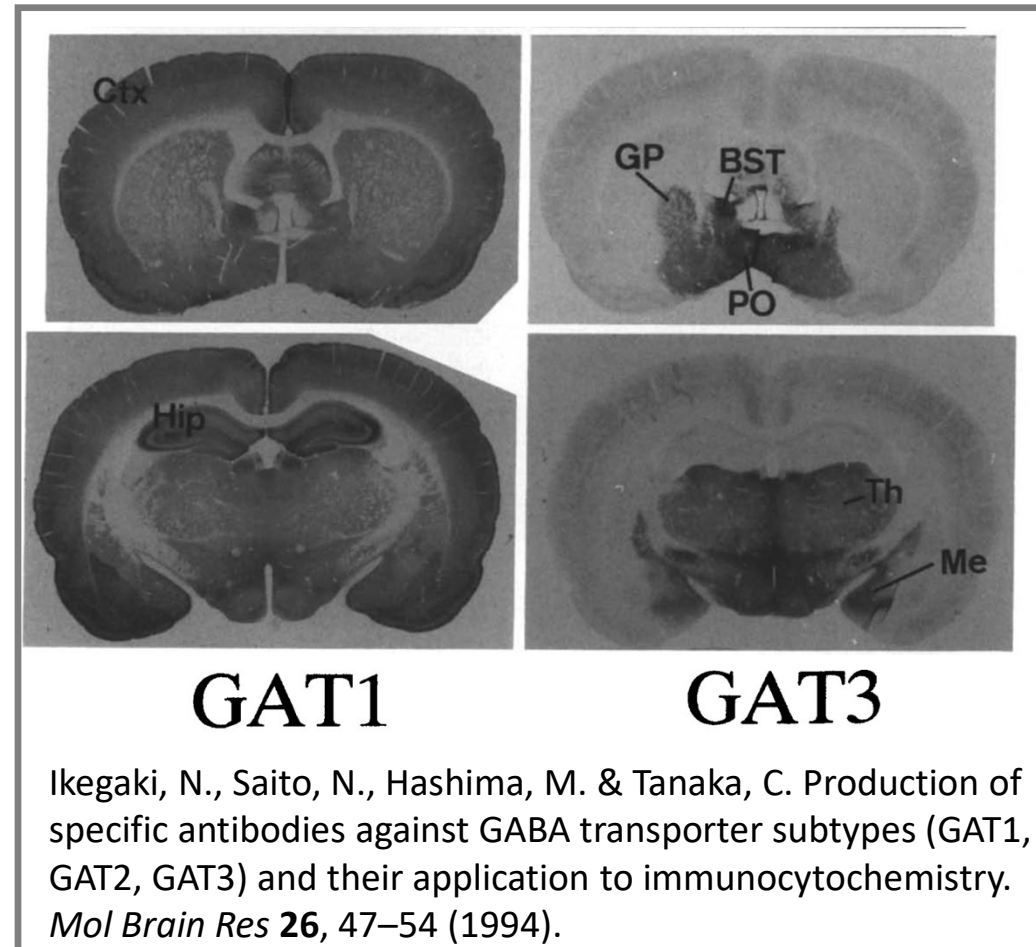 Ctx
GP
BST
PO
Hip
Th
Me
GAT1
GAT3
Ikegaki, N., Saito, N., Hashima, M. & Tanaka, C. Production of
specific antibodies against GABA transporter subtypes (GAT1,
GAT2, GAT3) and their application to immunocytochemistry.
Mol Brain Res 26, 47–54 (1994).